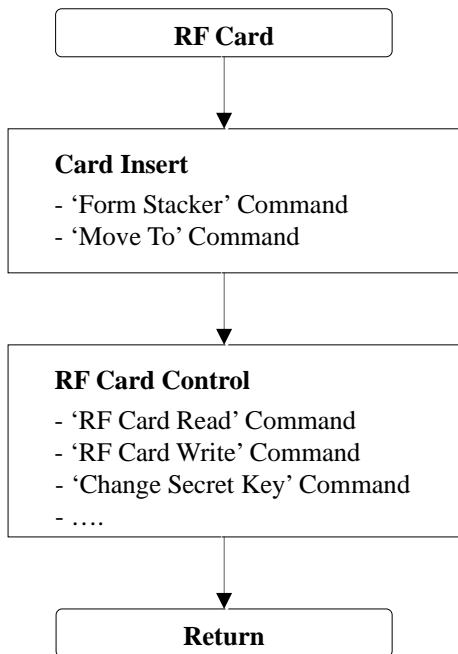 RF Card
Card Insert
- ‘Form Stacker’ Command
- ‘Move To’ Command
RF Card Control
- ‘RF Card Read’ Command
- ‘RF Card Write’ Command
- ‘Change Secret Key’ Command
- ….
Return